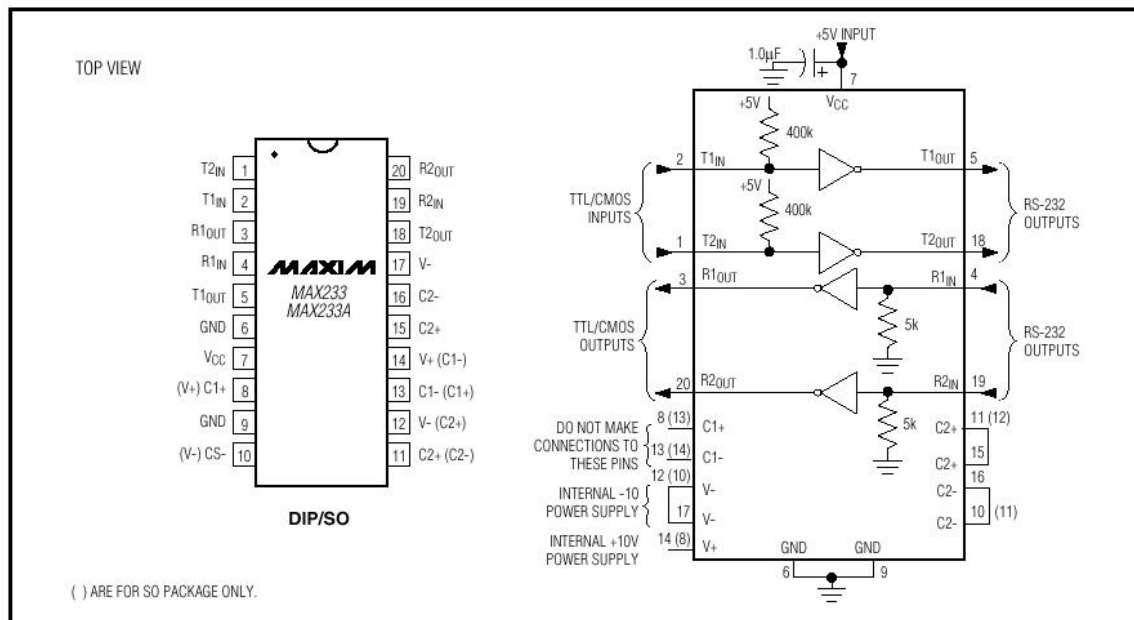 TOP VIEW
T2IN 1
T1IN 2
R1OUT 3
R1IN 4
T1OUT 5
GND 6
VCC 7
(V+) C1+ 8
GND 9
(V-) CS- 10
20 R2OUT
19 R2IN
18 T2OUT
17 V-
16 C2-
15 C2+
14 V+ (C1-)
13 C1- (C1+)
12 V- (C2+)
11 C2+ (C2-)
MAXIM
MAX233
MAX233A
DIP/SO
( ) ARE FOR SO PACKAGE ONLY.
+5V INPUT
1.0µF
+
7
VCC
+5V
400k
2 T1IN
T1OUT 5
+5V
400k
TTL/CMOS
INPUTS
RS-232
OUTPUTS
1 T2IN
T2OUT 18
3 R1OUT
R1IN 4
5k
TTL/CMOS
OUTPUTS
RS-232
OUTPUTS
20 R2OUT
R2IN 19
5k
DO NOT MAKE
CONNECTIONS TO
THESE PINS
8 (13) C1+
13 (14) C1-
INTERNAL -10
POWER SUPPLY
12 (10) V-
17 V-
INTERNAL +10V
POWER SUPPLY
14 (8) V+
C2+ 11 (12)
C2+ 15
C2- 16
C2- 10 (11)
GND GND
6 9